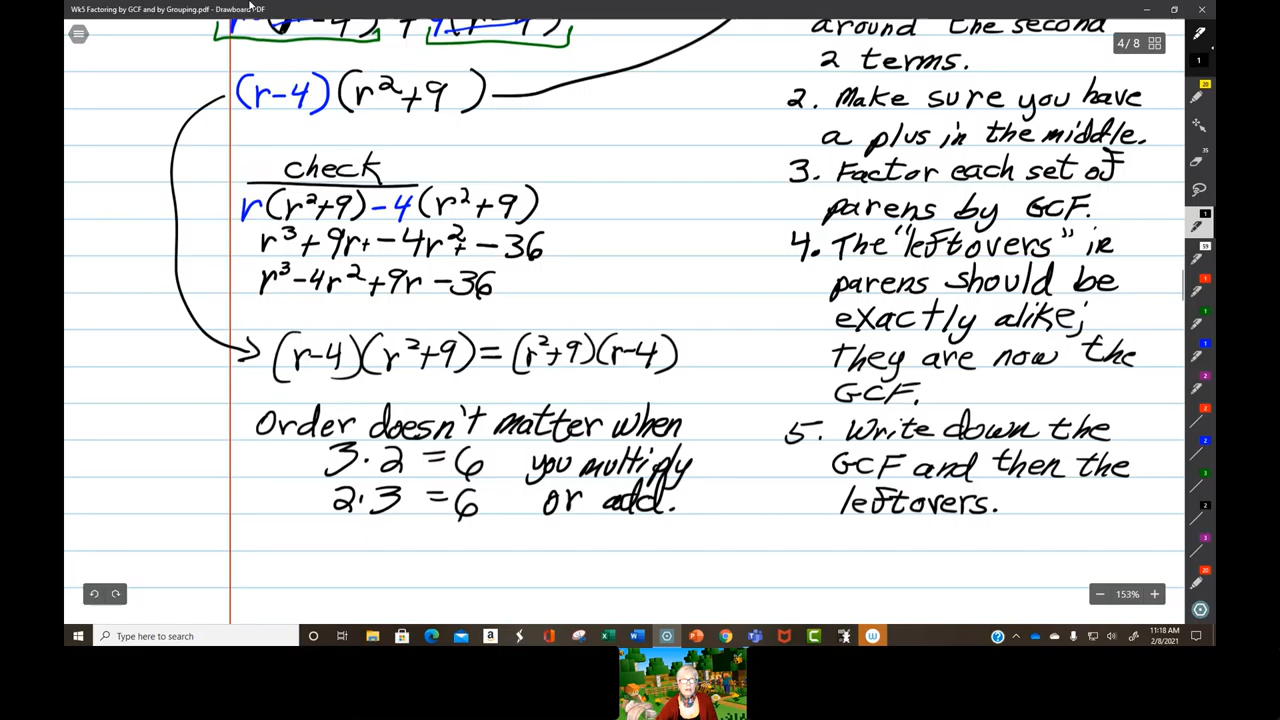 Wk5 Factoring by GCF and by Grouping.pdf - Drawboard PDF
4 / 8
(r-4)(r²+9)
check
r(r²+9)-4(r²+9)
r³+9r+-4r²+-36
r³-4r²+9r-36
(r-4)(r²+9)=(r²+9)(r-4)
Order doesn't matter when
3·2 =6 you multiply
2·3 =6 or add.
around the second
2 terms.
2. Make sure you have
a plus in the middle.
3. Factor each set of
parens by GCF.
4. The "leftovers" in
parens should be
exactly alike;
they are now the
GCF.
5. Write down the
GCF and then the
leftovers.
153%
Type here to search
11:18 AM
2/8/2021